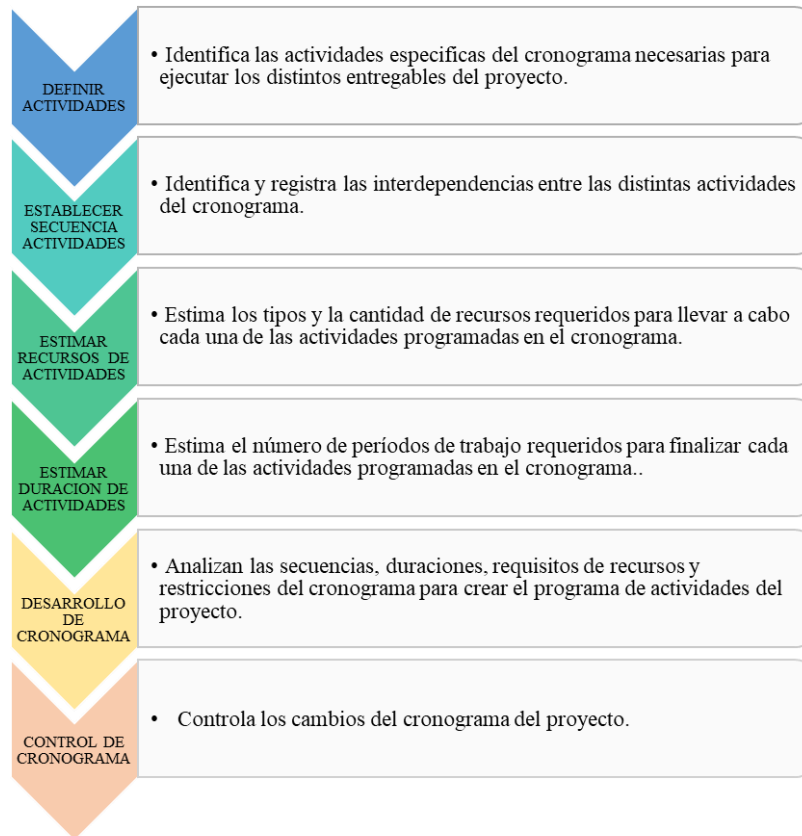 DEFINIR
ACTIVIDADES
• Identifica las actividades especificas del cronograma necesarias para
ejecutar los distintos entregables del proyecto.
ESTABLECER
SECUENCIA
ACTIVIDADES
• Identifica y registra las interdependencias entre las distintas actividades
del cronograma.
ESTIMAR
RECURSOS DE
ACTIVIDADES
• Estima los tipos y la cantidad de recursos requeridos para llevar a cabo
cada una de las actividades programadas en el cronograma.
ESTIMAR
DURACION DE
ACTIVIDADES
• Estima el número de períodos de trabajo requeridos para finalizar cada
una de las actividades programadas en el cronograma..
DESARROLLO
DE
CRONOGRAMA
• Analizan las secuencias, duraciones, requisitos de recursos y
restricciones del cronograma para crear el programa de actividades del
proyecto.
CONTROL DE
CRONOGRAMA
• Controla los cambios del cronograma del proyecto.